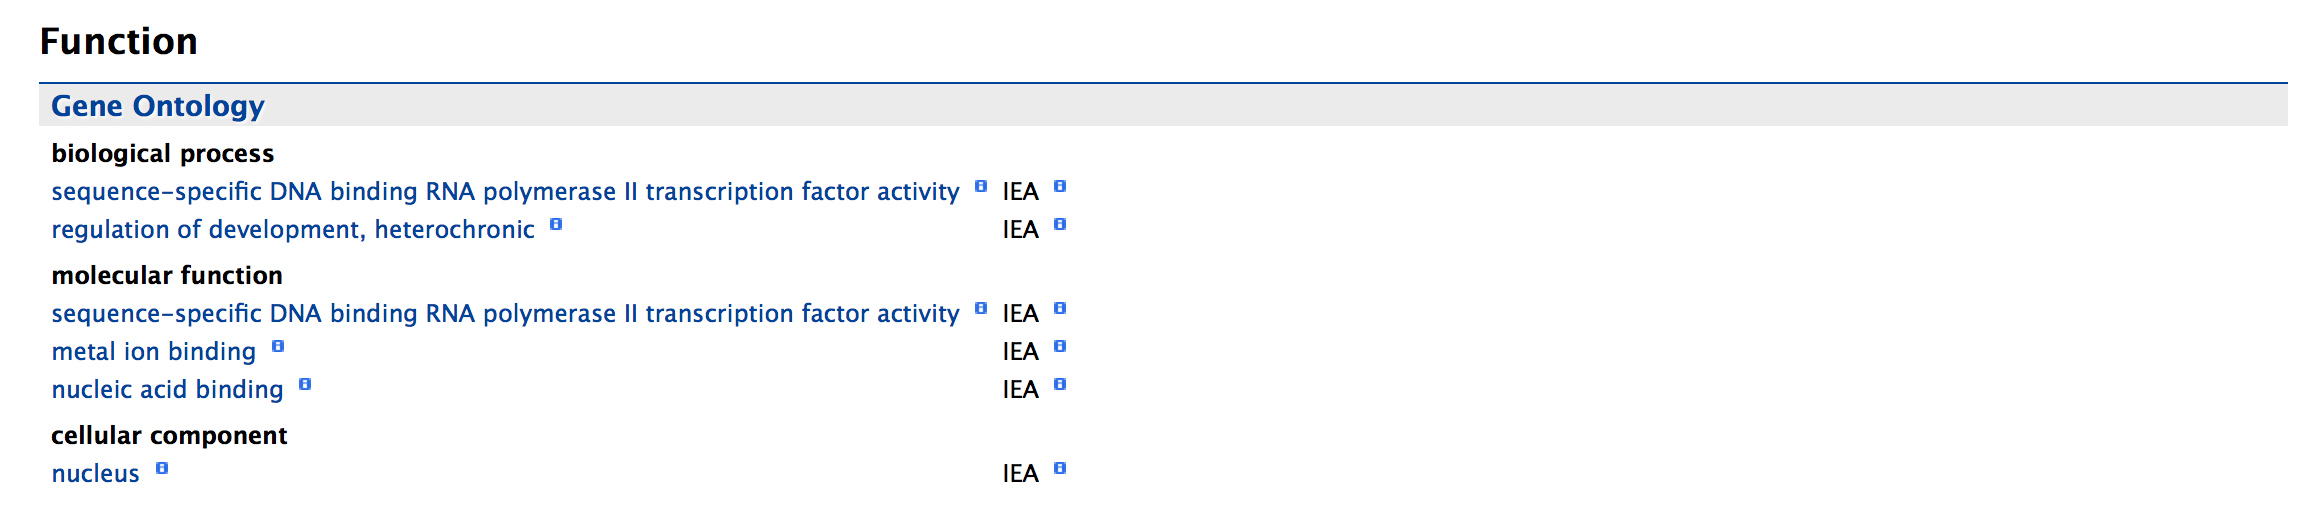 Function
Gene Ontology
biological process
sequence-specific DNA binding RNA polymerase II transcription factor activity IEA
regulation of development, heterochronic IEA
molecular function
sequence-specific DNA binding RNA polymerase II transcription factor activity IEA
metal ion binding IEA
nucleic acid binding IEA
cellular component
nucleus IEA